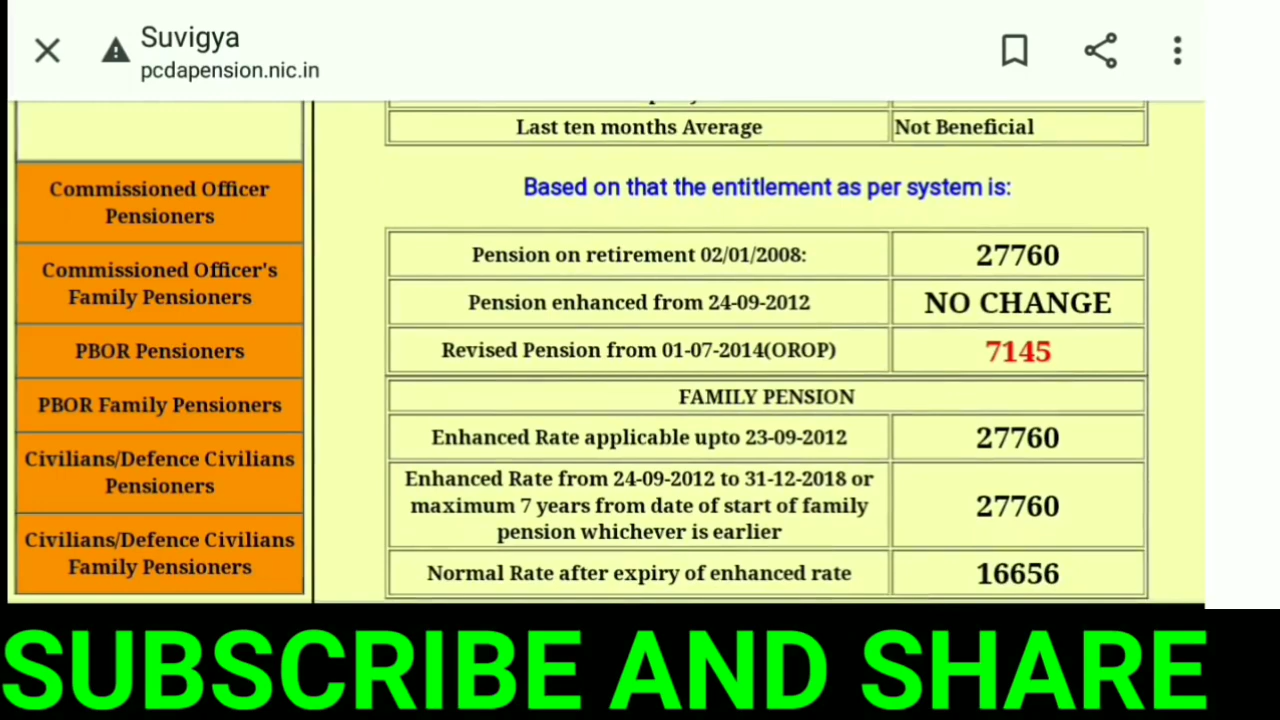 Suvigya
pcdapension.nic.in
Last ten months Average Not Beneficial
Based on that the entitlement as per system is:
Commissioned Officer
Pensioners
Commissioned Officer's
Family Pensioners
PBOR Pensioners
PBOR Family Pensioners
Civilians/Defence Civilians
Pensioners
Civilians/Defence Civilians
Family Pensioners
Pension on retirement 02/01/2008: 27760
Pension enhanced from 24-09-2012 NO CHANGE
Revised Pension from 01-07-2014(OROP) 7145
FAMILY PENSION
Enhanced Rate applicable upto 23-09-2012 27760
Enhanced Rate from 24-09-2012 to 31-12-2018 or
maximum 7 years from date of start of family 27760
pension whichever is earlier
Normal Rate after expiry of enhanced rate 16656
SUBSCRIBE AND SHARE